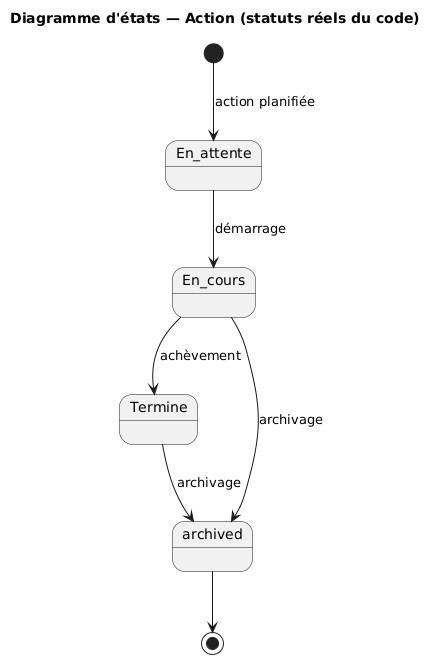 Diagramme d'états — Action (statuts réels du code)
action planifiée
En_attente
démarrage
En_cours
achèvement
Termine
archivage
archivage
archived